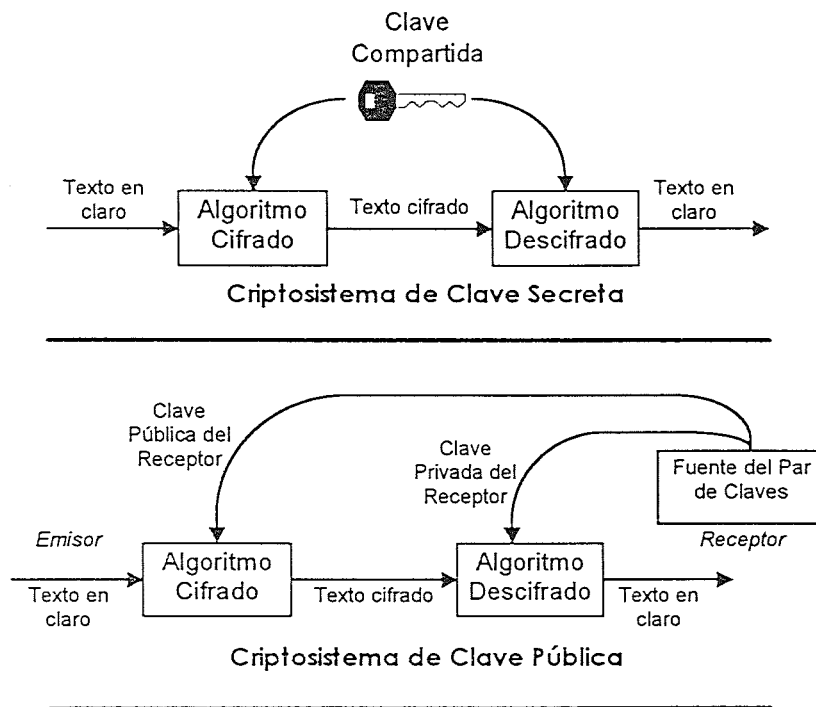 Clave
Compartida
Texto en
claro
Algoritmo
Cifrado
Texto cifrado
Algoritmo
Descifrado
Texto en
claro
Criptosistema de Clave Secreta
Clave
Pública del
Receptor
Clave
Privada del
Receptor
Fuente del Par
de Claves
Emisor
Receptor
Texto en
claro
Algoritmo
Cifrado
Texto cifrado
Algoritmo
Descifrado
Texto en
claro
Criptosistema de Clave Pública